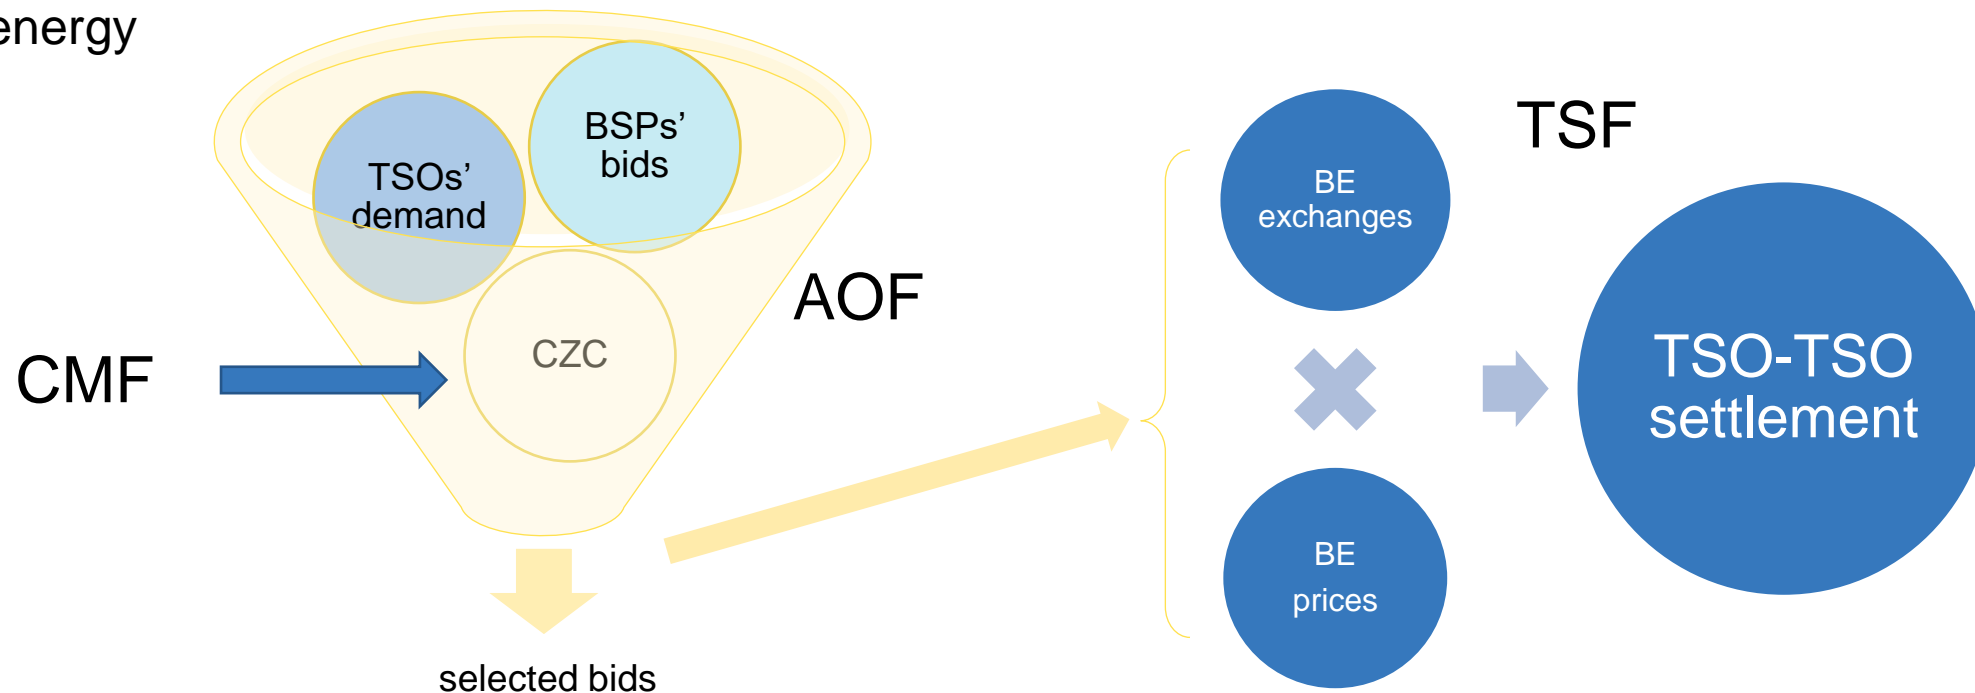 energy
TSOs’
demand
BSPs’
bids
CZC
AOF
CMF
selected bids
BE
exchanges
BE
prices
TSF
TSO-TSO
settlement